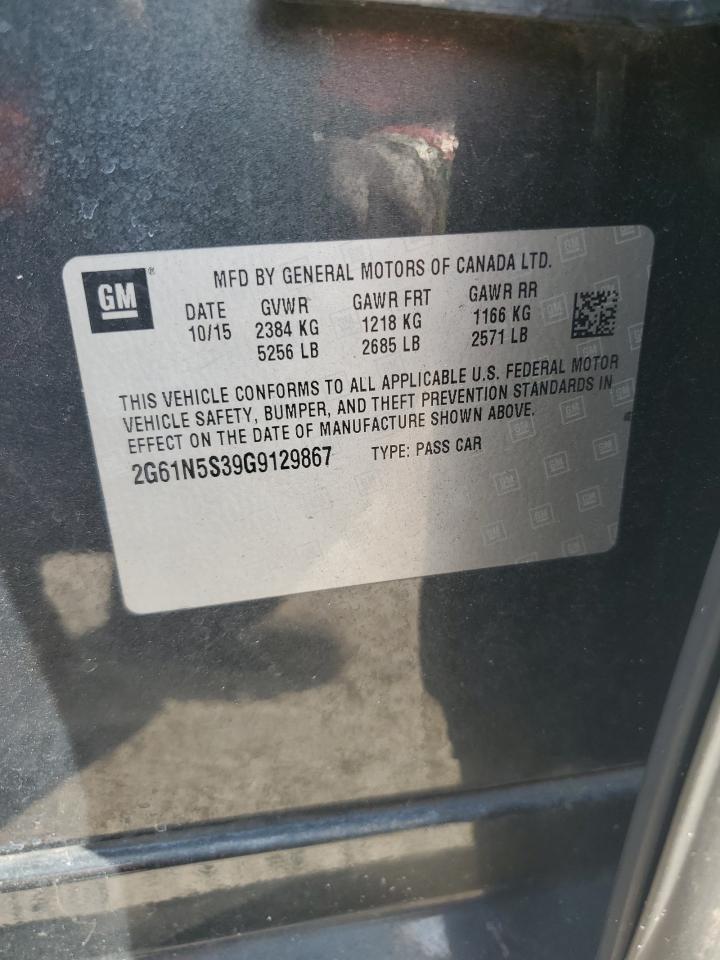 GM®
MFD BY GENERAL MOTORS OF CANADA LTD.
DATE GVWR GAWR FRT GAWR RR
10/15 2384 KG 1218 KG 1166 KG
5256 LB 2685 LB 2571 LB
THIS VEHICLE CONFORMS TO ALL APPLICABLE U.S. FEDERAL MOTOR
VEHICLE SAFETY, BUMPER, AND THEFT PREVENTION STANDARDS IN
EFFECT ON THE DATE OF MANUFACTURE SHOWN ABOVE.
2G61N5S39G9129867 TYPE: PASS CAR